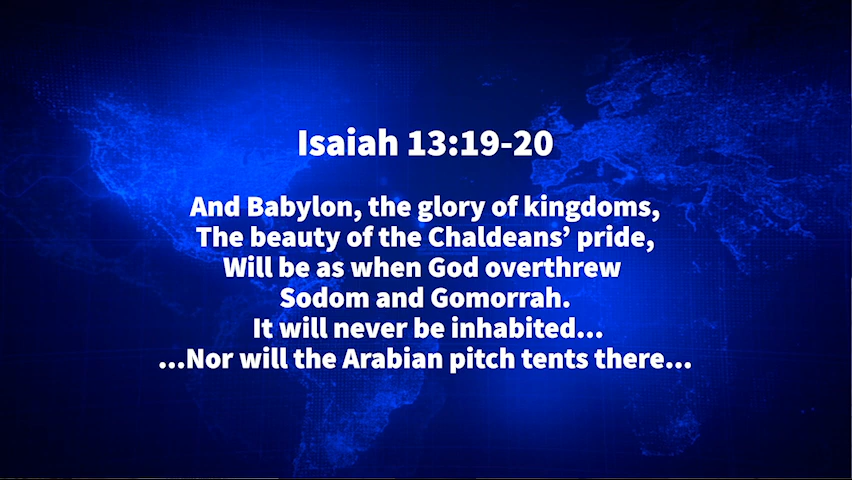 Isaiah 13:19-20
And Babylon, the glory of kingdoms,
The beauty of the Chaldeans’ pride,
Will be as when God overthrew
Sodom and Gomorrah.
It will never be inhabited...
...Nor will the Arabian pitch tents there...